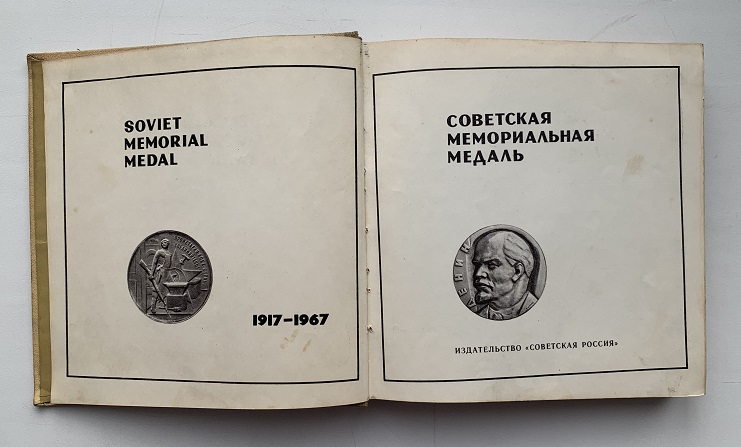 SOVIET
MEMORIAL
MEDAL
1917–1967
СОВЕТСКАЯ
МЕМОРИАЛЬНАЯ
МЕДАЛЬ
ЛЕНИН
ИЗДАТЕЛЬСТВО «СОВЕТСКАЯ РОССИЯ»